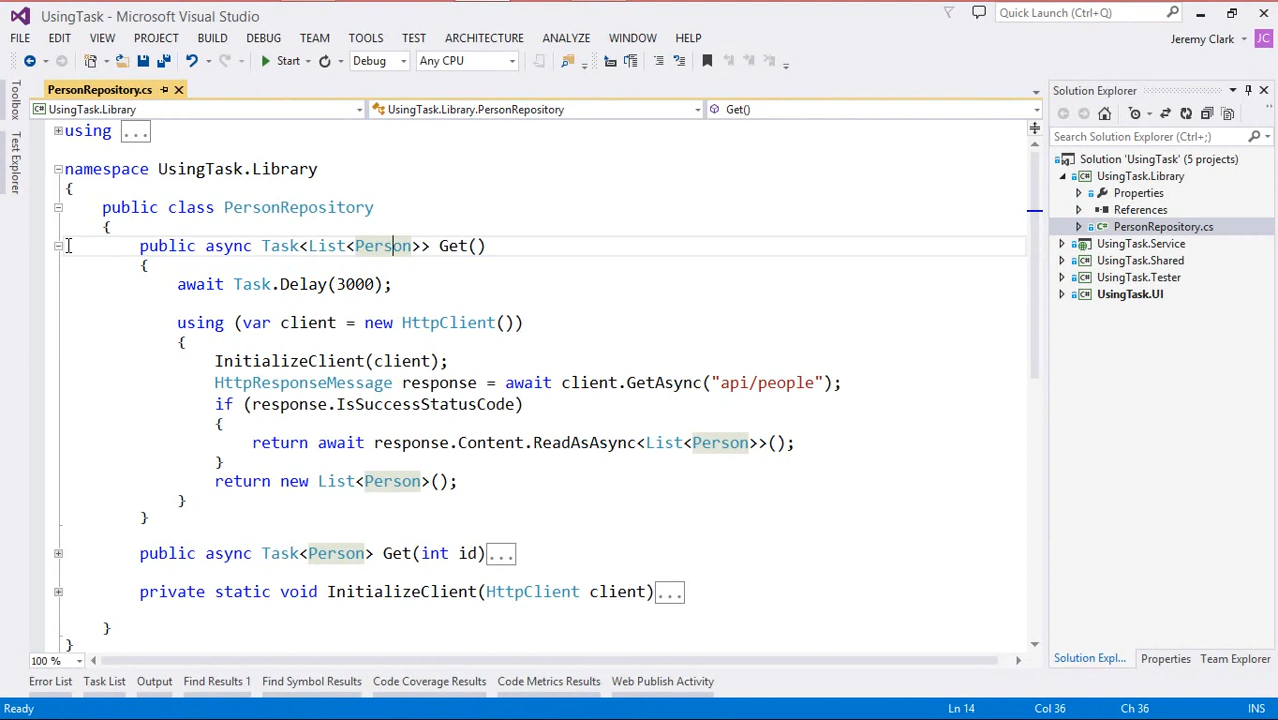 UsingTask - Microsoft Visual Studio
Quick Launch (Ctrl+Q)
FILE EDIT VIEW PROJECT BUILD DEBUG TEAM TOOLS TEST ARCHITECTURE ANALYZE WINDOW HELP
Jeremy Clark JC
Start Debug Any CPU
Toolbox
Test Explorer
PersonRepository.cs
UsingTask.Library UsingTask.Library.PersonRepository Get()
using ...
namespace UsingTask.Library
{
public class PersonRepository
{
public async Task<List<Person>> Get()
{
await Task.Delay(3000);
using (var client = new HttpClient())
{
InitializeClient(client);
HttpResponseMessage response = await client.GetAsync("api/people");
if (response.IsSuccessStatusCode)
{
return await response.Content.ReadAsAsync<List<Person>>();
}
return new List<Person>();
}
}
public async Task<Person> Get(int id)...
private static void InitializeClient(HttpClient client)...
}
}
100 %
Solution Explorer
Search Solution Explorer (Ctrl+;)
Solution 'UsingTask' (5 projects)
UsingTask.Library
Properties
References
PersonRepository.cs
UsingTask.Service
UsingTask.Shared
UsingTask.Tester
UsingTask.UI
Solution Expl... Properties Team Explorer
Error List Task List Output Find Results 1 Find Symbol Results Code Coverage Results Code Metrics Results Web Publish Activity
Ready Ln 14 Col 36 Ch 36 INS